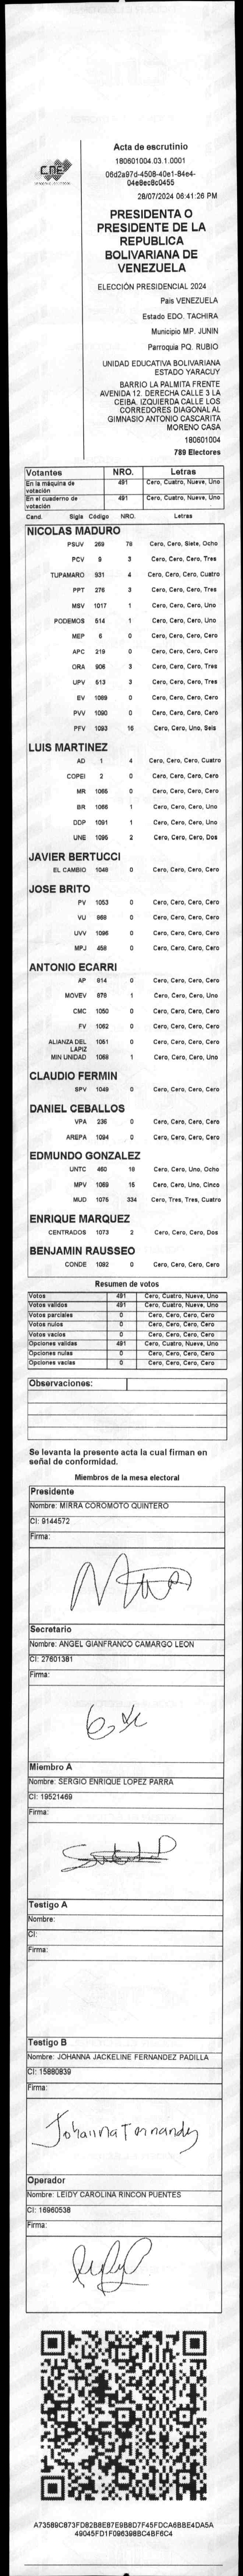 CNE
Acta de escrutinio
180601004.03.1.0001
06d2a97d-4508-40e1-84e4-
04e8ec8c0455
28/07/2024 06:41:26 PM
PRESIDENTA O
PRESIDENTE DE LA
REPUBLICA
BOLIVARIANA DE
VENEZUELA
ELECCIÓN PRESIDENCIAL 2024
País VENEZUELA
Estado EDO. TACHIRA
Municipio MP. JUNIN
Parroquia PQ. RUBIO
UNIDAD EDUCATIVA BOLIVARIANA
ESTADO YARACUY
BARRIO LA PALMITA FRENTE
AVENIDA 12. DERECHA CALLE 3 LA
CEIBA. IZQUIERDA CALLE LOS
CORREDORES DIAGONAL AL
GIMNASIO ANTONIO CASCARITA
MORENO CASA
180601004
789 Electores
Votantes NRO. Letras
En la máquina de votación 491 Cero, Cuatro, Nueve, Uno
En el cuaderno de votación 491 Cero, Cuatro, Nueve, Uno
Cand. Sigla Código NRO. Letras
NICOLAS MADURO
PSUV 269 78 Cero, Cero, Siete, Ocho
PCV 9 3 Cero, Cero, Cero, Tres
TUPAMARO 931 4 Cero, Cero, Cero, Cuatro
PPT 276 3 Cero, Cero, Cero, Tres
MSV 1017 1 Cero, Cero, Cero, Uno
PODEMOS 514 1 Cero, Cero, Cero, Uno
MEP 6 0 Cero, Cero, Cero, Cero
APC 219 0 Cero, Cero, Cero, Cero
ORA 906 3 Cero, Cero, Cero, Tres
UPV 613 3 Cero, Cero, Cero, Tres
EV 1089 0 Cero, Cero, Cero, Cero
PVV 1090 0 Cero, Cero, Cero, Cero
PFV 1093 16 Cero, Cero, Uno, Seis
LUIS MARTINEZ
AD 1 4 Cero, Cero, Cero, Cuatro
COPEI 2 0 Cero, Cero, Cero, Cero
MR 1065 0 Cero, Cero, Cero, Cero
BR 1066 1 Cero, Cero, Cero, Uno
DDP 1091 1 Cero, Cero, Cero, Uno
UNE 1095 2 Cero, Cero, Cero, Dos
JAVIER BERTUCCI
EL CAMBIO 1048 0 Cero, Cero, Cero, Cero
JOSE BRITO
PV 1053 0 Cero, Cero, Cero, Cero
VU 868 0 Cero, Cero, Cero, Cero
UVV 1096 0 Cero, Cero, Cero, Cero
MPJ 458 0 Cero, Cero, Cero, Cero
ANTONIO ECARRI
AP 914 0 Cero, Cero, Cero, Cero
MOVEV 878 1 Cero, Cero, Cero, Uno
CMC 1050 0 Cero, Cero, Cero, Cero
FV 1062 0 Cero, Cero, Cero, Cero
ALIANZA DEL LAPIZ 1061 0 Cero, Cero, Cero, Cero
MIN UNIDAD 1068 1 Cero, Cero, Cero, Uno
CLAUDIO FERMIN
SPV 1049 0 Cero, Cero, Cero, Cero
DANIEL CEBALLOS
VPA 236 0 Cero, Cero, Cero, Cero
AREPA 1094 0 Cero, Cero, Cero, Cero
EDMUNDO GONZALEZ
UNTC 460 18 Cero, Cero, Uno, Ocho
MPV 1069 15 Cero, Cero, Uno, Cinco
MUD 1075 334 Cero, Tres, Tres, Cuatro
ENRIQUE MARQUEZ
CENTRADOS 1073 2 Cero, Cero, Cero, Dos
BENJAMIN RAUSSEO
CONDE 1092 0 Cero, Cero, Cero, Cero
Resumen de votos
Votos 491 Cero, Cuatro, Nueve, Uno
Votos validos 491 Cero, Cuatro, Nueve, Uno
Votos parciales 0 Cero, Cero, Cero, Cero
Votos nulos 0 Cero, Cero, Cero, Cero
Votos vacios 0 Cero, Cero, Cero, Cero
Opciones validas 491 Cero, Cuatro, Nueve, Uno
Opciones nulas 0 Cero, Cero, Cero, Cero
Opciones vacias 0 Cero, Cero, Cero, Cero
Observaciones:
Se levanta la presente acta la cual firman en
señal de conformidad.
Miembros de la mesa electoral
Presidente
Nombre: MIRRA COROMOTO QUINTERO
CI: 9144572
Firma:
Secretario
Nombre: ANGEL GIANFRANCO CAMARGO LEON
CI: 27601381
Firma:
Miembro A
Nombre: SERGIO ENRIQUE LOPEZ PARRA
CI: 19521469
Firma:
Testigo A
Nombre:
CI:
Firma:
Testigo B
Nombre: JOHANNA JACKELINE FERNANDEZ PADILLA
CI: 15880839
Firma:
Johanna Fernandez
Operador
Nombre: LEIDY CAROLINA RINCON PUENTES
CI: 16960538
Firma:
A73589C873FD82B8E87E9B8D7F45FDCA6BBE4DA5A
49045FD1F096398BC4BF6C4